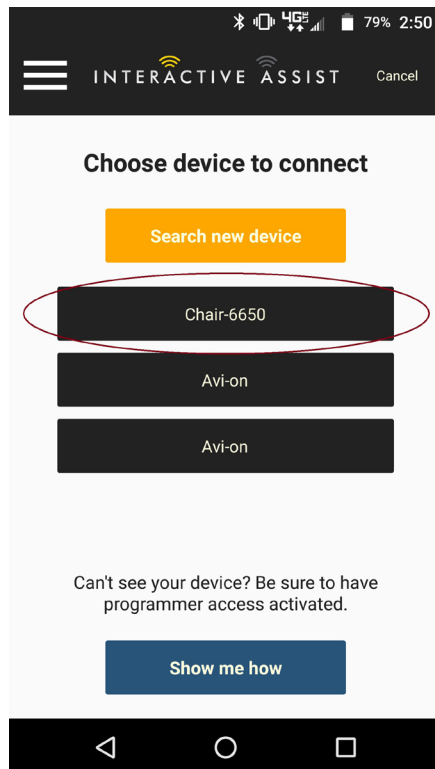 4GE 79% 2:50
INTERACTIVE ASSIST Cancel
Choose device to connect
Search new device
Chair-6650
Avi-on
Avi-on
Can't see your device? Be sure to have
programmer access activated.
Show me how